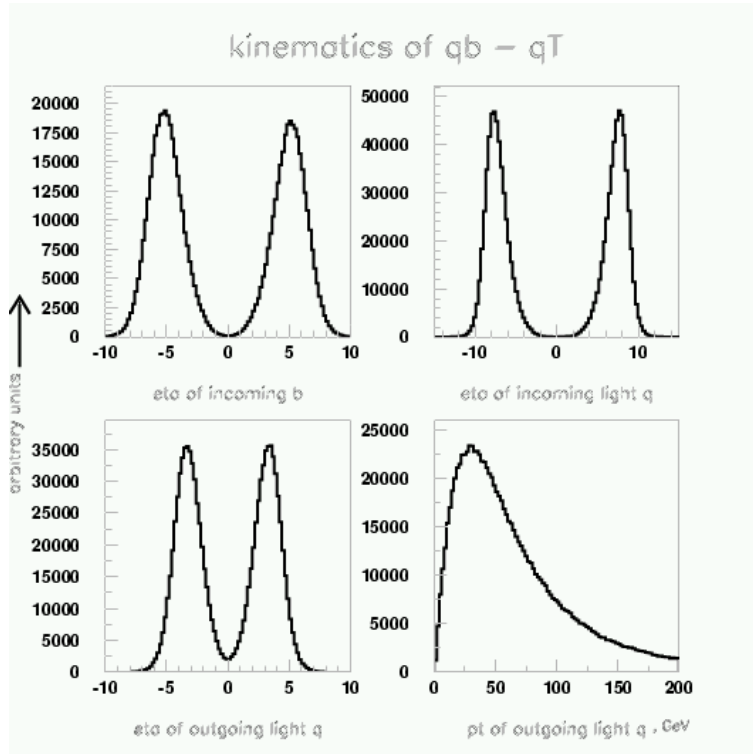 kinematics of qb – qT
20000
17500
15000
12500
10000
7500
5000
2500
0
-10 -5 0 5 10
eta of incoming b
50000
40000
30000
20000
10000
0
-10 0 10
eta of incoming light q
arbitrary units
35000
30000
25000
20000
15000
10000
5000
0
-10 -5 0 5 10
eta of outgoing light q
25000
20000
15000
10000
5000
0
0 50 100 150 200
pt of outgoing light q , GeV